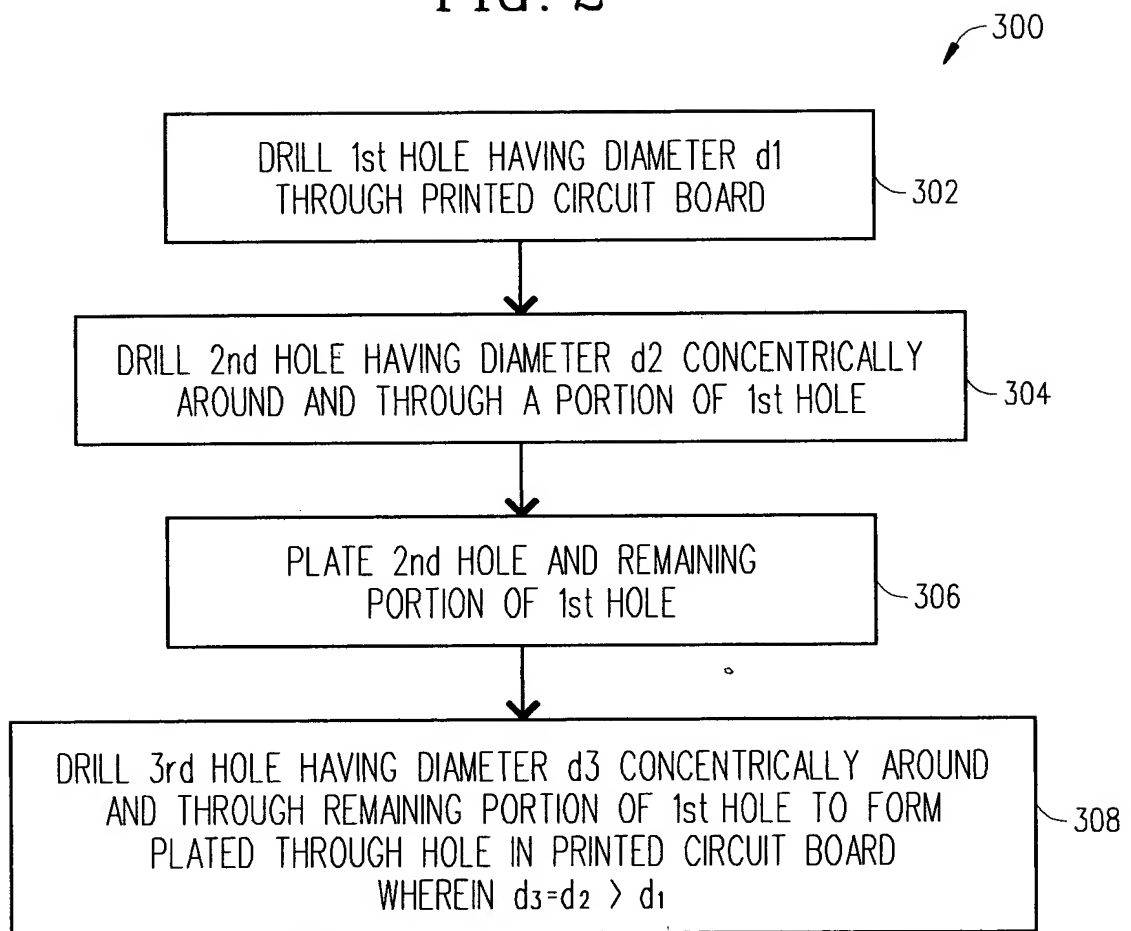 FIG. 2
300
DRILL 1st HOLE HAVING DIAMETER d1
THROUGH PRINTED CIRCUIT BOARD
302
DRILL 2nd HOLE HAVING DIAMETER d2 CONCENTRICALLY
AROUND AND THROUGH A PORTION OF 1st HOLE
304
PLATE 2nd HOLE AND REMAINING
PORTION OF 1st HOLE
306
DRILL 3rd HOLE HAVING DIAMETER d3 CONCENTRICALLY AROUND
AND THROUGH REMAINING PORTION OF 1st HOLE TO FORM
PLATED THROUGH HOLE IN PRINTED CIRCUIT BOARD
WHEREIN d3=d2 > d1
308